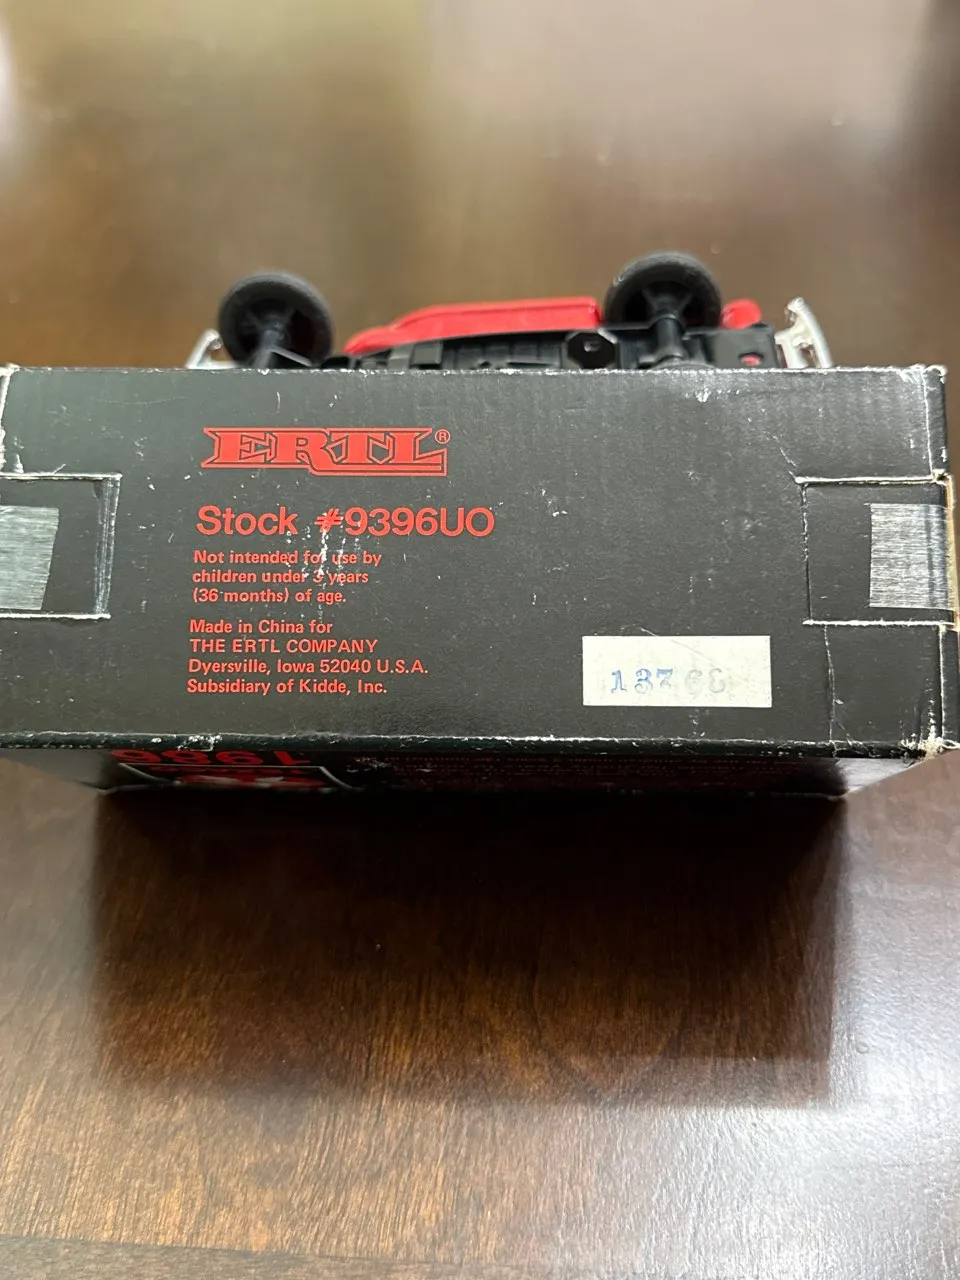 ERTL®
Stock #9396UO
Not intended for use by
children under 3 years
(36 months) of age.
Made in China for
THE ERTL COMPANY
Dyersville, Iowa 52040 U.S.A.
Subsidiary of Kidde, Inc.
1986